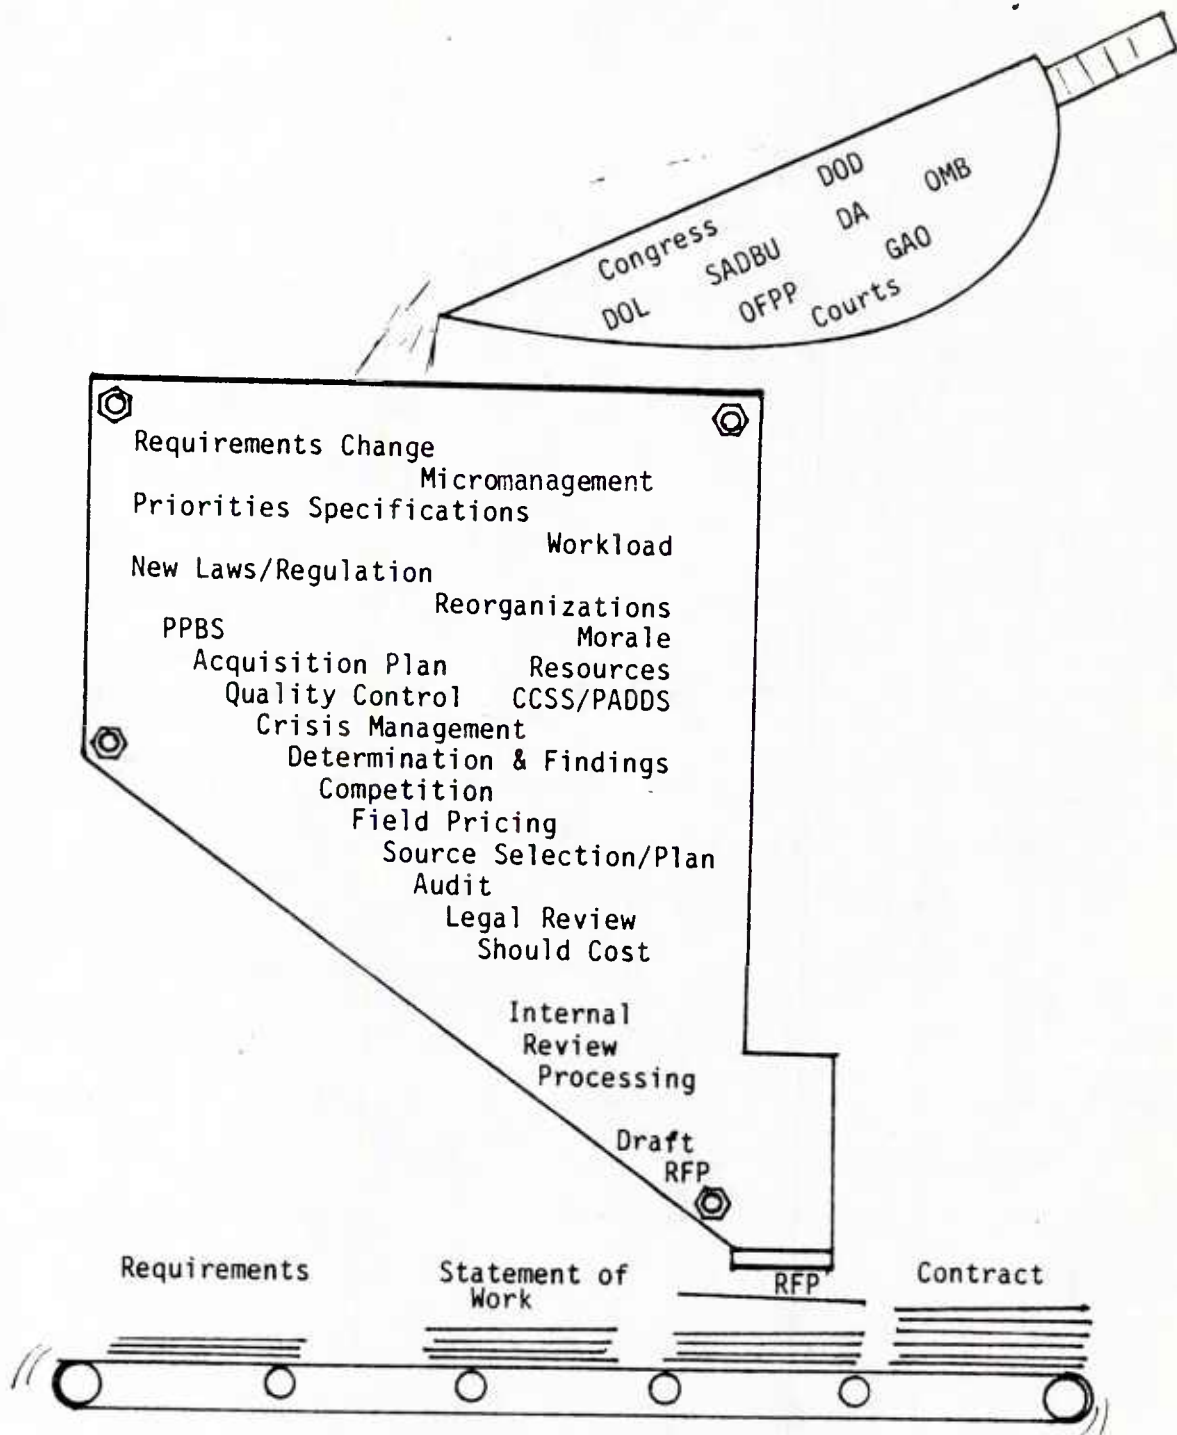 DOD
OMB
Congress
SADBU
DA
GAO
DOL
OFPP
Courts
Requirements Change
Micromanagement
Priorities Specifications
Workload
New Laws/Regulation
Reorganizations
PPBS
Morale
Acquisition Plan Resources
Quality Control CCSS/PADDS
Crisis Management
Determination & Findings
Competition
Field Pricing
Source Selection/Plan
Audit
Legal Review
Should Cost
Internal
Review
Processing
Draft
RFP
Requirements
Statement of
Work
RFP
Contract